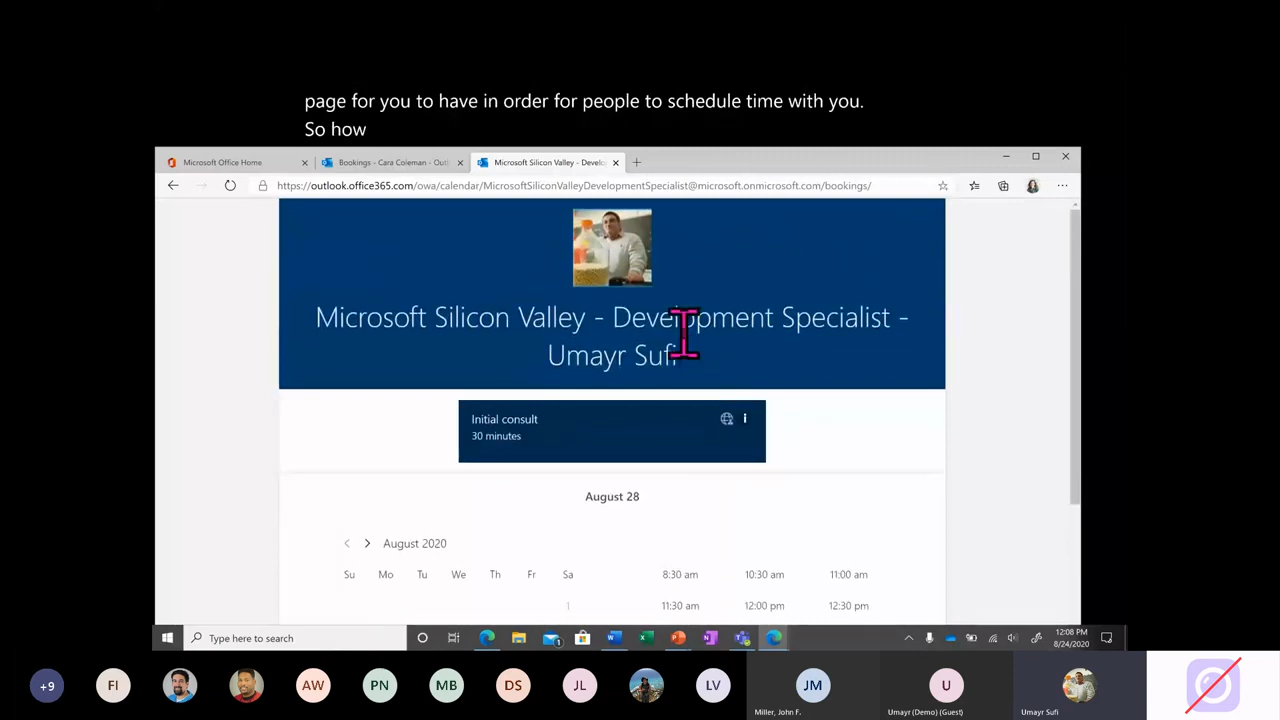 page for you to have in order for people to schedule time with you.
So how
Microsoft Office Home
Bookings - Cara Coleman - Out
Microsoft Silicon Valley - Develo
https://outlook.office365.com/owa/calendar/MicrosoftSiliconValleyDevelopmentSpecialist@microsoft.onmicrosoft.com/bookings/
Microsoft Silicon Valley - Development Specialist -
Umayr Sufi
Initial consult
30 minutes
August 28
August 2020
Su Mo Tu We Th Fr Sa
8:30 am 10:30 am 11:00 am
1
11:30 am 12:00 pm 12:30 pm
Type here to search
12:08 PM
8/24/2020
+9 FI AW PN MB DS JL LV JM U
Miller, John F.
Umayr (Demo) (Guest)
Umayr Sufi